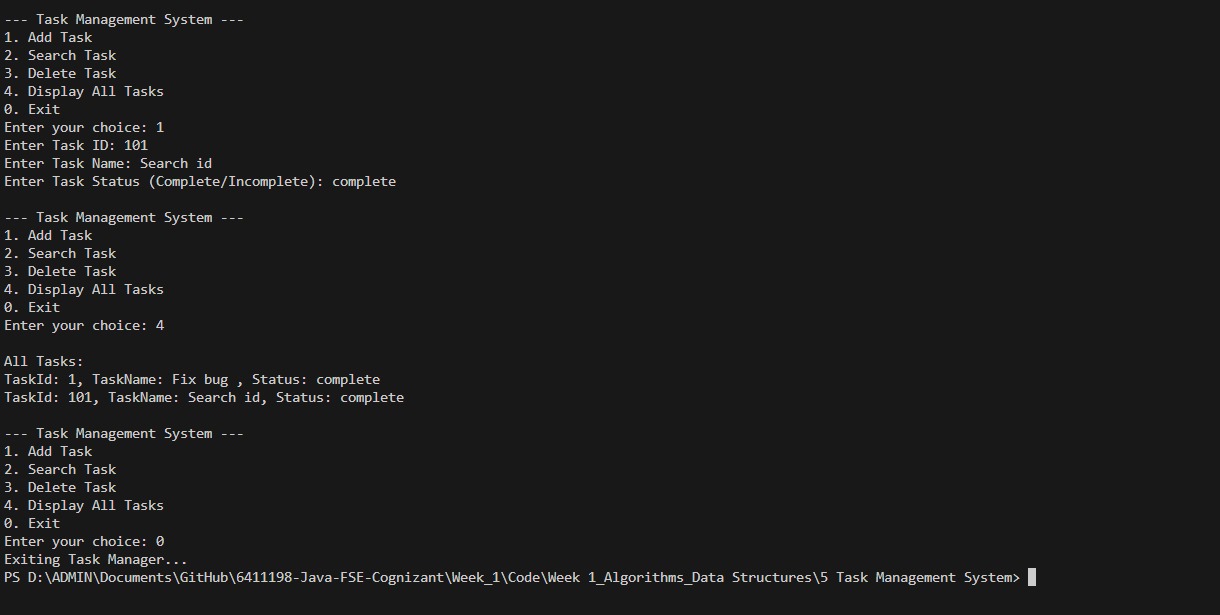 --- Task Management System ---
1. Add Task
2. Search Task
3. Delete Task
4. Display All Tasks
0. Exit
Enter your choice: 1
Enter Task ID: 101
Enter Task Name: Search id
Enter Task Status (Complete/Incomplete): complete

--- Task Management System ---
1. Add Task
2. Search Task
3. Delete Task
4. Display All Tasks
0. Exit
Enter your choice: 4

All Tasks:
TaskId: 1, TaskName: Fix bug , Status: complete
TaskId: 101, TaskName: Search id, Status: complete

--- Task Management System ---
1. Add Task
2. Search Task
3. Delete Task
4. Display All Tasks
0. Exit
Enter your choice: 0
Exiting Task Manager...
PS D:\ADMIN\Documents\GitHub\6411198-Java-FSE-Cognizant\Week_1\Code\Week 1_Algorithms_Data Structures\5 Task Management System>